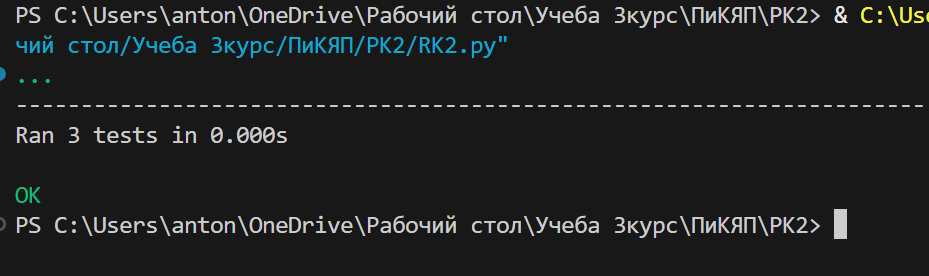 PS C:\Users\anton\OneDrive\Рабочий стол\Учеба 3курс\ПиКЯП\РК2> & C:\Use
чий стол/Учеба 3курс/ПиКЯП/РК2/RK2.py"
...
----------------------------------------------------------------------
Ran 3 tests in 0.000s
OK
PS C:\Users\anton\OneDrive\Рабочий стол\Учеба 3курс\ПиКЯП\РК2>